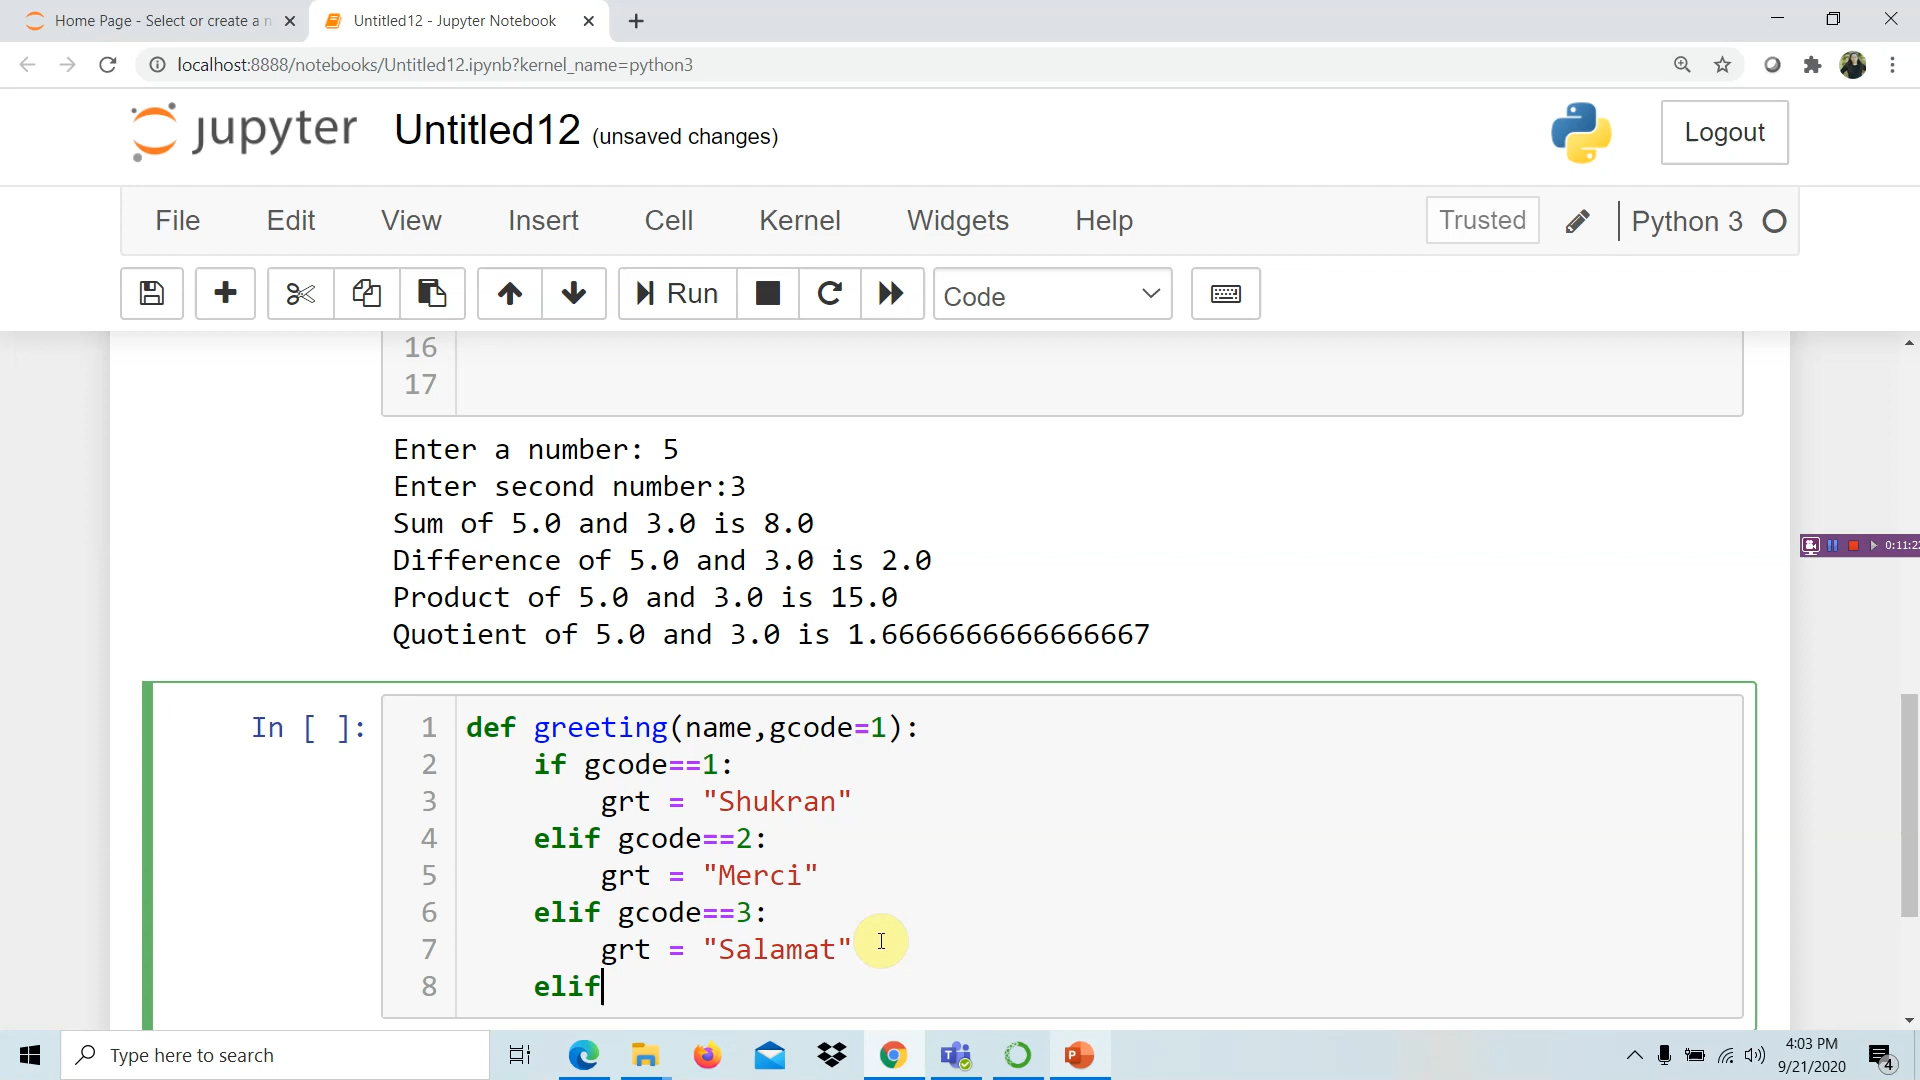 Home Page - Select or create a n
Untitled12 - Jupyter Notebook
localhost:8888/notebooks/Untitled12.ipynb?kernel_name=python3
jupyter Untitled12 (unsaved changes)
Logout
File Edit View Insert Cell Kernel Widgets Help
Trusted Python 3
Run Code
16
17
Enter a number: 5
Enter second number:3
Sum of 5.0 and 3.0 is 8.0
Difference of 5.0 and 3.0 is 2.0
Product of 5.0 and 3.0 is 15.0
Quotient of 5.0 and 3.0 is 1.6666666666666667
0:11:22
In [ ]:
1 def greeting(name,gcode=1):
2     if gcode==1:
3         grt = "Shukran"
4     elif gcode==2:
5         grt = "Merci"
6     elif gcode==3:
7         grt = "Salamat"
8     elif
Type here to search
4:03 PM
9/21/2020
4